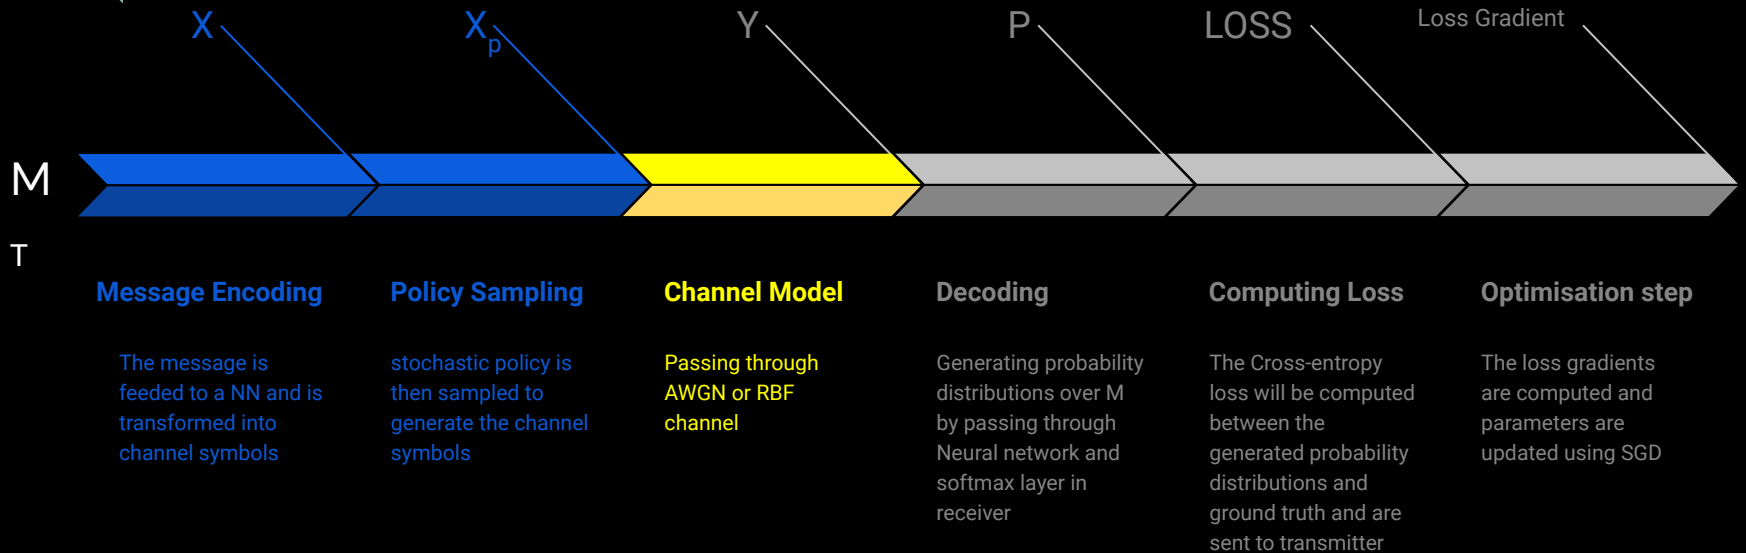 X
Xp
Y
P
LOSS
Loss Gradient
M
T
Message Encoding
The message is
feeded to a NN and is
transformed into
channel symbols
Policy Sampling
stochastic policy is
then sampled to
generate the channel
symbols
Channel Model
Passing through
AWGN or RBF
channel
Decoding
Generating probability
distributions over M
by passing through
Neural network and
softmax layer in
receiver
Computing Loss
The Cross-entropy
loss will be computed
between the
generated probability
distributions and
ground truth and are
sent to transmitter
Optimisation step
The loss gradients
are computed and
parameters are
updated using SGD